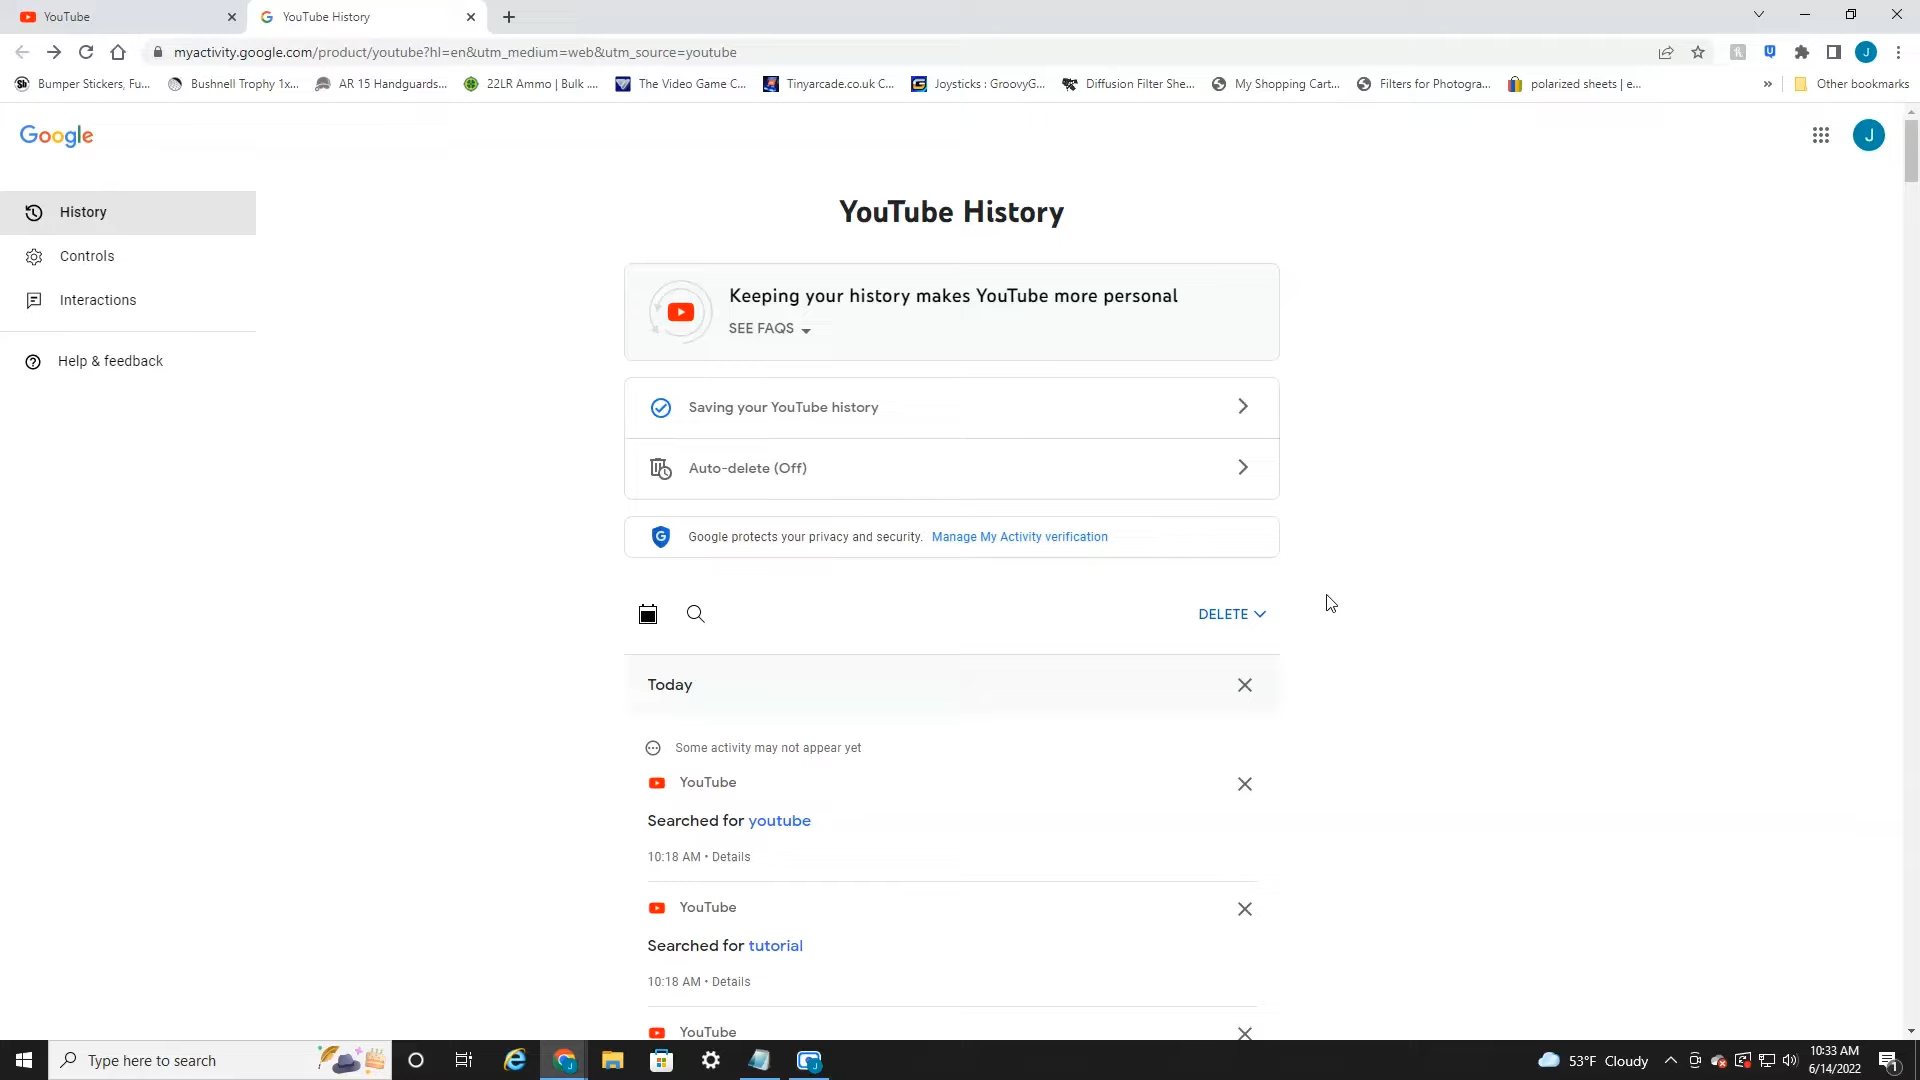 YouTube
YouTube History
myactivity.google.com/product/youtube?hl=en&utm_medium=web&utm_source=youtube
J
Bumper Stickers, Fu...
Bushnell Trophy 1x...
AR 15 Handguards...
22LR Ammo | Bulk ....
The Video Game C...
Tinyarcade.co.uk C...
Joysticks : GroovyG...
Diffusion Filter She...
My Shopping Cart...
Filters for Photogra...
polarized sheets | e...
»
Other bookmarks
Google
J
History
Controls
Interactions
Help & feedback
YouTube History
Keeping your history makes YouTube more personal
SEE FAQS
Saving your YouTube history
Auto-delete (Off)
Google protects your privacy and security. Manage My Activity verification
DELETE
Today
Some activity may not appear yet
YouTube
Searched for youtube
10:18 AM • Details
YouTube
Searched for tutorial
10:18 AM • Details
YouTube
Type here to search
53°F Cloudy
10:33 AM
6/14/2022
1